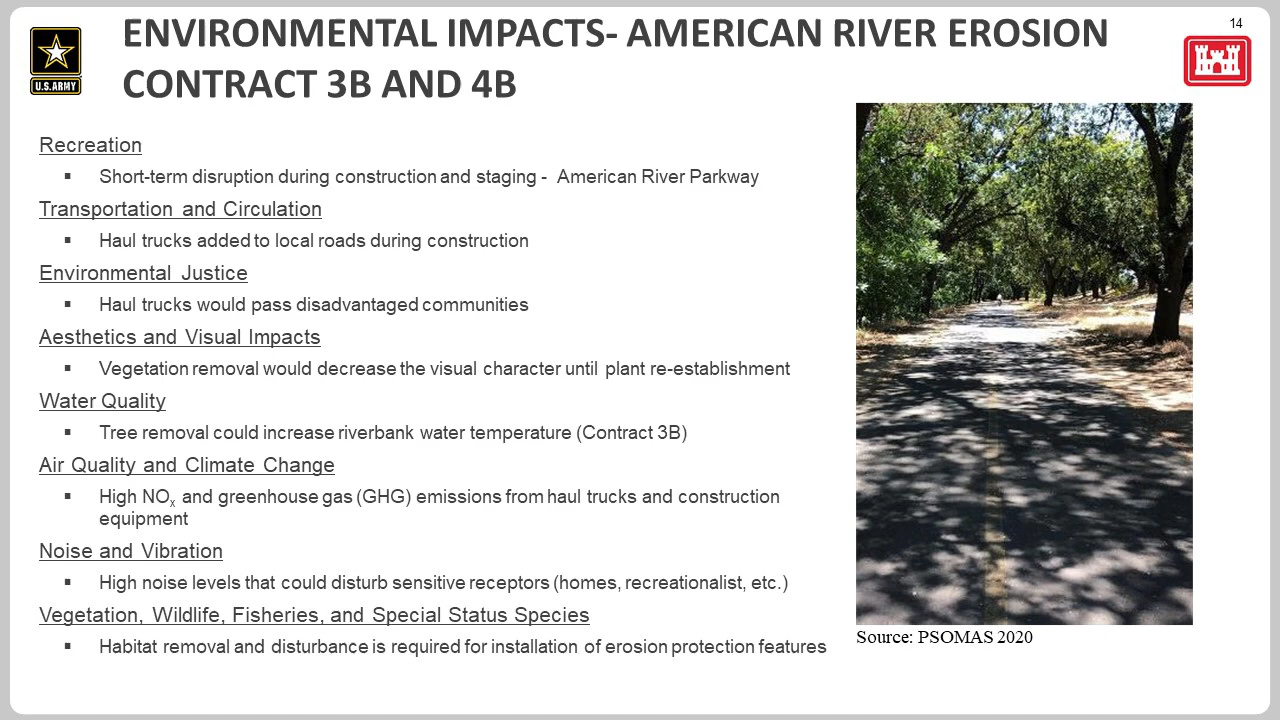 14
ENVIRONMENTAL IMPACTS- AMERICAN RIVER EROSION
CONTRACT 3B AND 4B
U.S.ARMY
Recreation
▪ Short-term disruption during construction and staging - American River Parkway
Transportation and Circulation
▪ Haul trucks added to local roads during construction
Environmental Justice
▪ Haul trucks would pass disadvantaged communities
Aesthetics and Visual Impacts
▪ Vegetation removal would decrease the visual character until plant re-establishment
Water Quality
▪ Tree removal could increase riverbank water temperature (Contract 3B)
Air Quality and Climate Change
▪ High NOx and greenhouse gas (GHG) emissions from haul trucks and construction
equipment
Noise and Vibration
▪ High noise levels that could disturb sensitive receptors (homes, recreationalist, etc.)
Vegetation, Wildlife, Fisheries, and Special Status Species
▪ Habitat removal and disturbance is required for installation of erosion protection features
Source: PSOMAS 2020